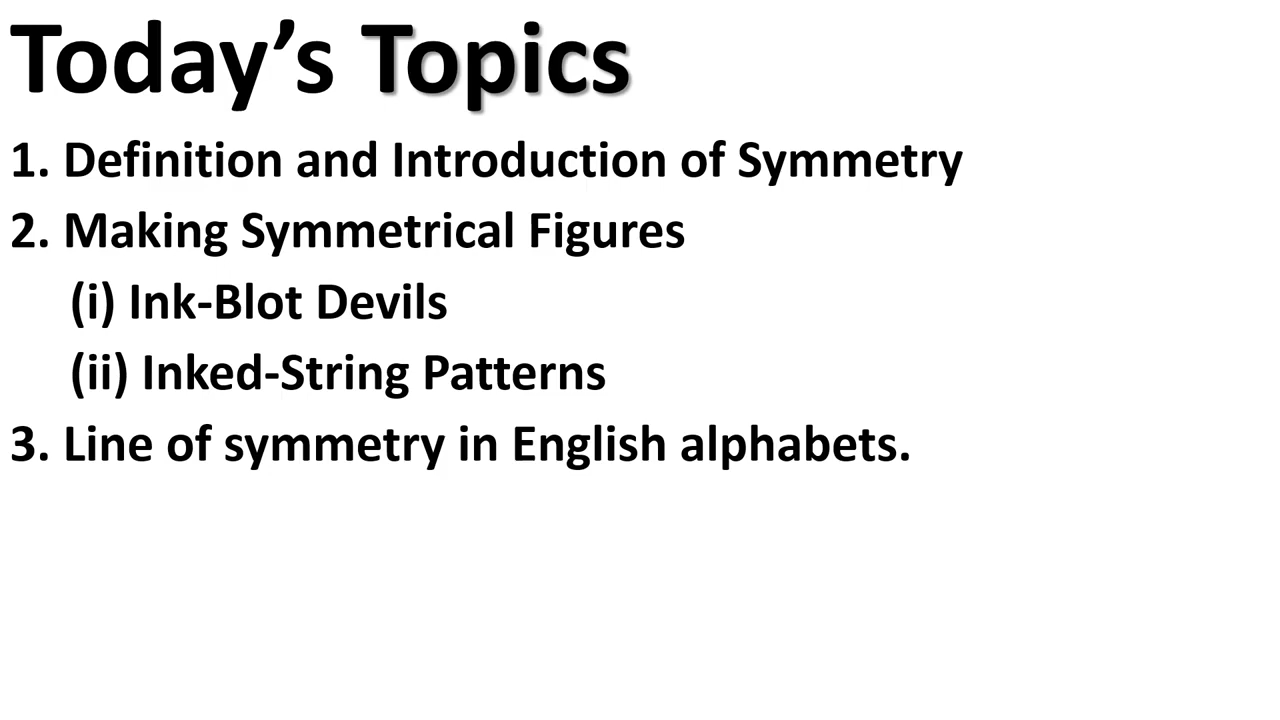 Today’s Topics
1. Definition and Introduction of Symmetry
2. Making Symmetrical Figures
(i) Ink-Blot Devils
(ii) Inked-String Patterns
3. Line of symmetry in English alphabets.